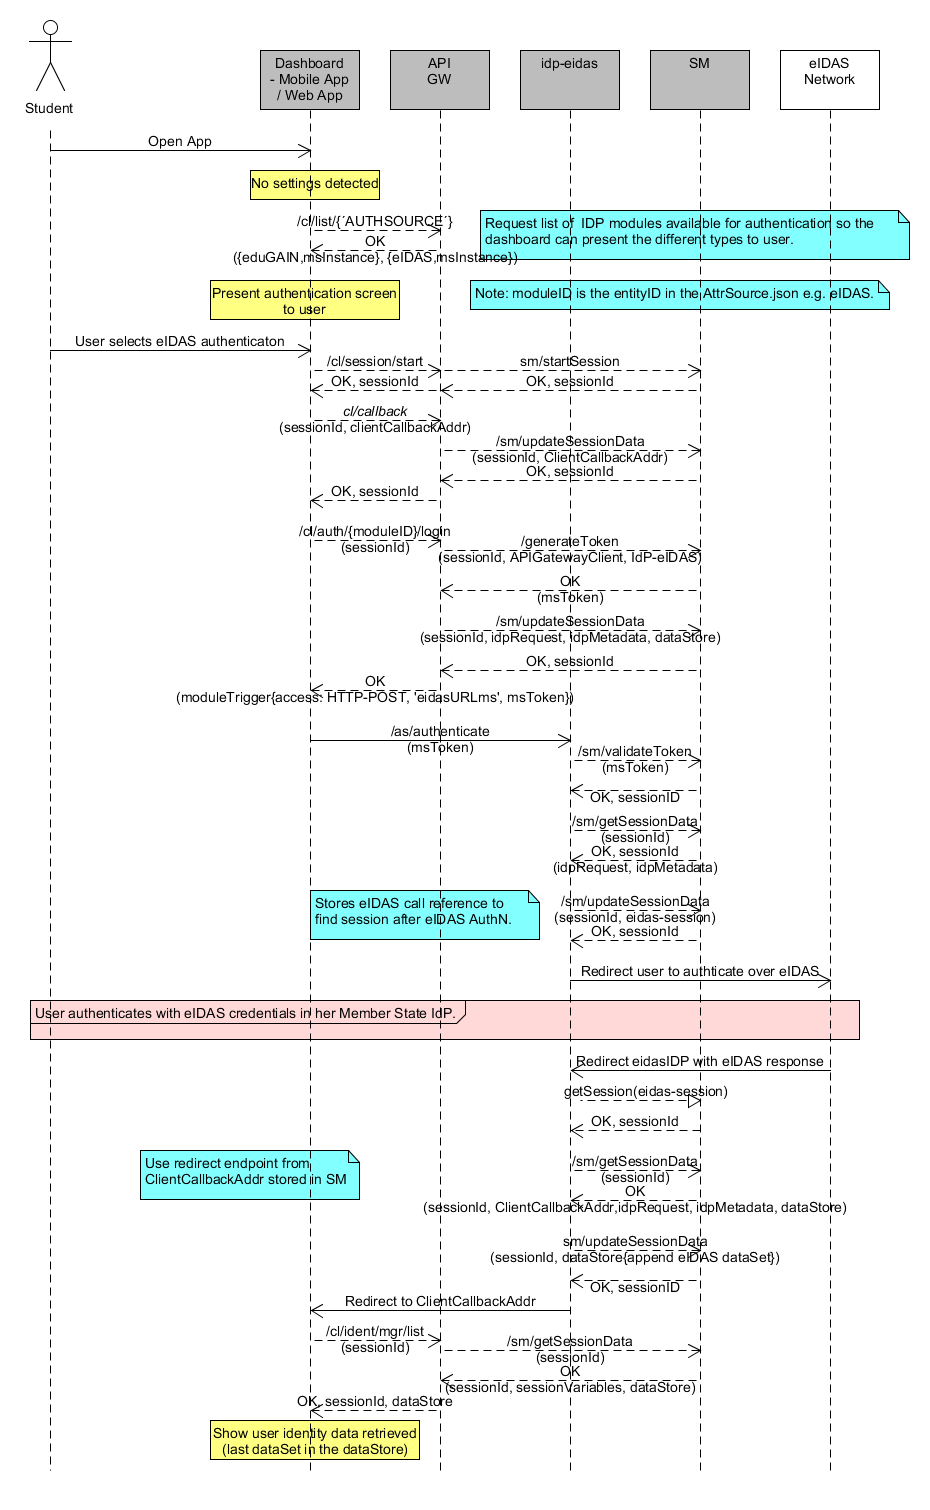 Student
Dashboard
- Mobile App
/ Web App
API
GW
idp-eidas
SM
eIDAS
Network
Open App
No settings detected
/cl/list/{´AUTHSOURCE´}
OK
({eduGAIN,msInstance}, {eIDAS,msInstance})
Request list of IDP modules available for authentication so the
dashboard can present the different types to user.
Present authentication screen
to user
Note: moduleID is the entityID in the AttrSource.json e.g. eIDAS.
User selects eIDAS authenticaton
/cl/session/start
sm/startSession
OK, sessionId
OK, sessionId
cl/callback
(sessionId, clientCallbackAddr)
/sm/updateSessionData
(sessionId, ClientCallbackAddr)
OK, sessionId
OK, sessionId
/cl/auth/{moduleID}/login
(sessionId)
/generateToken
(sessionId, APIGatewayClient, IdP-eIDAS)
OK
(msToken)
/sm/updateSessionData
(sessionId, idpRequest, idpMetadata, dataStore)
OK, sessionId
OK
(moduleTrigger{access: HTTP-POST, 'eidasURLms', msToken})
/as/authenticate
(msToken)
/sm/validateToken
(msToken)
OK, sessionID
/sm/getSessionData
(sessionId)
OK, sessionId
(idpRequest, idpMetadata)
Stores eIDAS call reference to
find session after eIDAS AuthN.
/sm/updateSessionData
(sessionId, eidas-session)
OK, sessionId
Redirect user to authticate over eIDAS
User authenticates with eIDAS credentials in her Member State IdP.
Redirect eidasIDP with eIDAS response
getSession(eidas-session)
OK, sessionId
Use redirect endpoint from
ClientCallbackAddr stored in SM
/sm/getSessionData
(sessionId)
OK
(sessionId, ClientCallbackAddr,idpRequest, idpMetadata, dataStore)
sm/updateSessionData
(sessionId, dataStore{append eIDAS dataSet})
OK, sessionID
Redirect to ClientCallbackAddr
/cl/ident/mgr/list
(sessionId)
/sm/getSessionData
(sessionId)
OK
(sessionId, sessionVariables, dataStore)
OK, sessionId, dataStore
Show user identity data retrieved
(last dataSet in the dataStore)